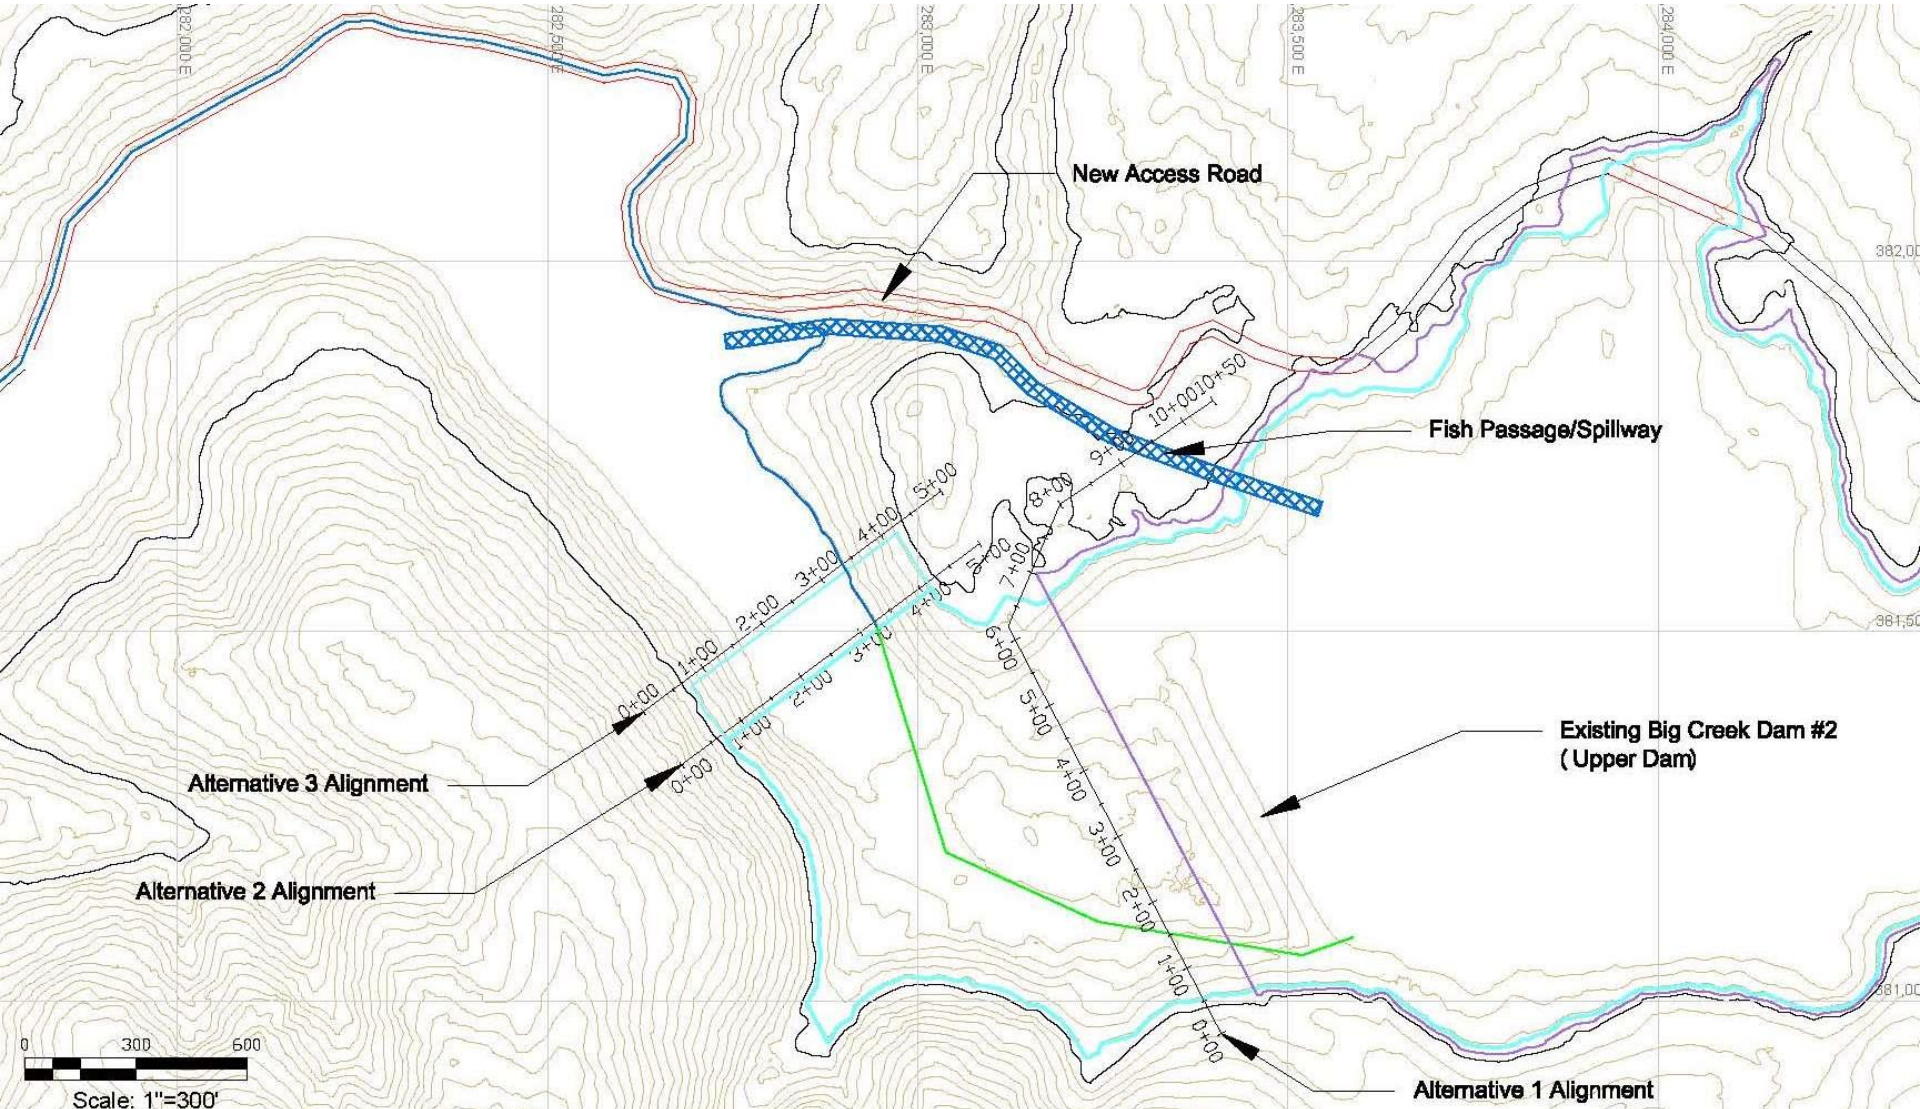 282,000 E
282,500 E
283,000 E
283,500 E
284,000 E
New Access Road
382,00
10+00
10+50
9+00
Fish Passage/Spillway
8+00
5+00
4+00
3+00
2+00
1+00
0+00
5+00
4+00
3+00
2+00
1+00
0+00
7+00
6+00
5+00
4+00
3+00
2+00
1+00
0+00
381,50
Existing Big Creek Dam #2
( Upper Dam)
Alternative 3 Alignment
Alternative 2 Alignment
381,00
0 300 600
Scale: 1"=300'
Alternative 1 Alignment